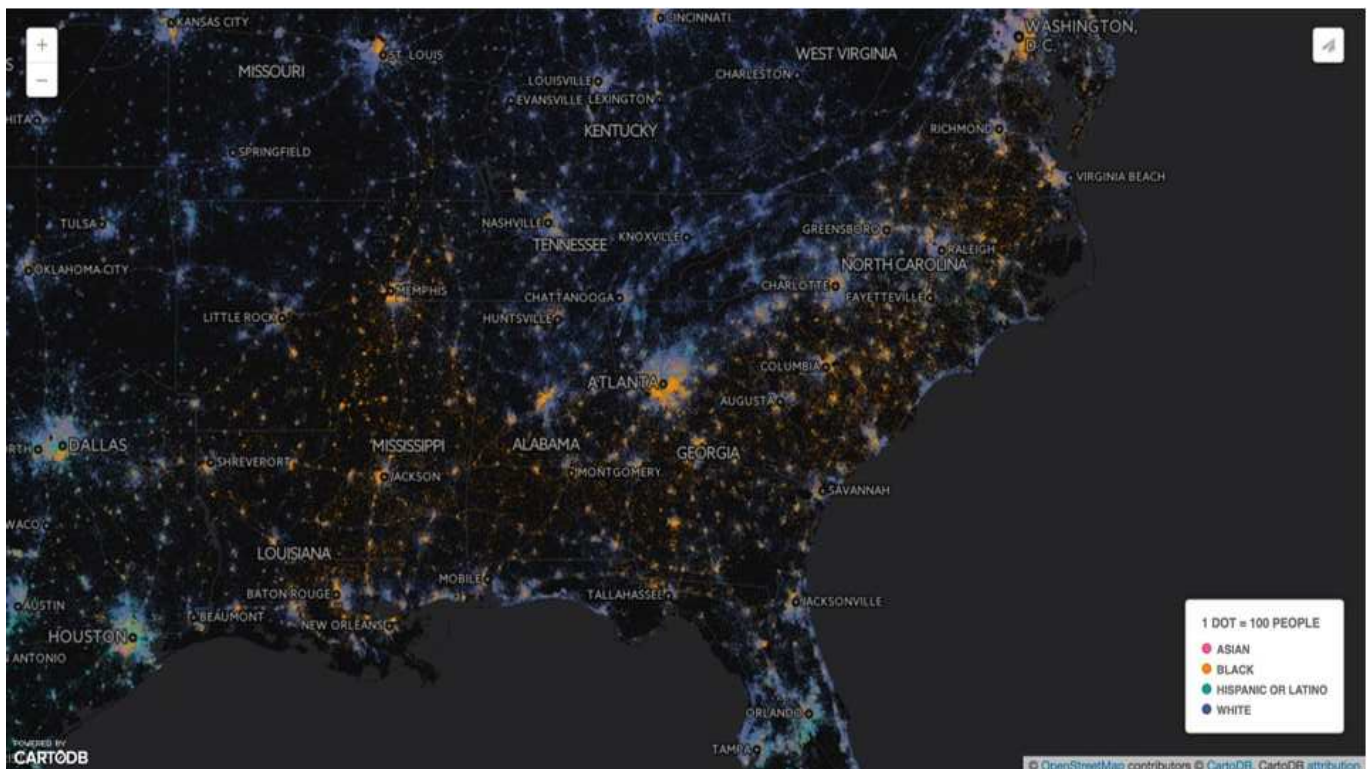 KANSAS CITY
CINCINNATI
WASHINGTON,
D.C.
+
ST. LOUIS
WEST VIRGINIA
MISSOURI
CHARLESTON
LOUISVILLE
−
EVANSVILLE
LEXINGTON
HITA
KENTUCKY
RICHMOND
SPRINGFIELD
VIRGINIA BEACH
TULSA
NASHVILLE
GREENSBORO
KNOXVILLE
TENNESSEE
RALEIGH
NORTH CAROLINA
OKLAHOMA CITY
MEMPHIS
CHARLOTTE
CHATTANOOGA
FAYETTEVILLE
LITTLE ROCK
HUNTSVILLE
COLUMBIA
ATLANTA
AUGUSTA
DALLAS
RTH
MISSISSIPPI
ALABAMA
GEORGIA
SHREVEPORT
JACKSON
MONTGOMERY
SAVANNAH
WACO
LOUISIANA
MOBILE
BATON ROUGE
TALLAHASSEE
JACKSONVILLE
AUSTIN
BEAUMONT
NEW ORLEANS
HOUSTON
N ANTONIO
1 DOT = 100 PEOPLE
ASIAN
BLACK
HISPANIC OR LATINO
WHITE
ORLANDO
TAMPA
POWERED BY
CARTODB
© OpenStreetMap contributors © CartoDB, CartoDB attribution